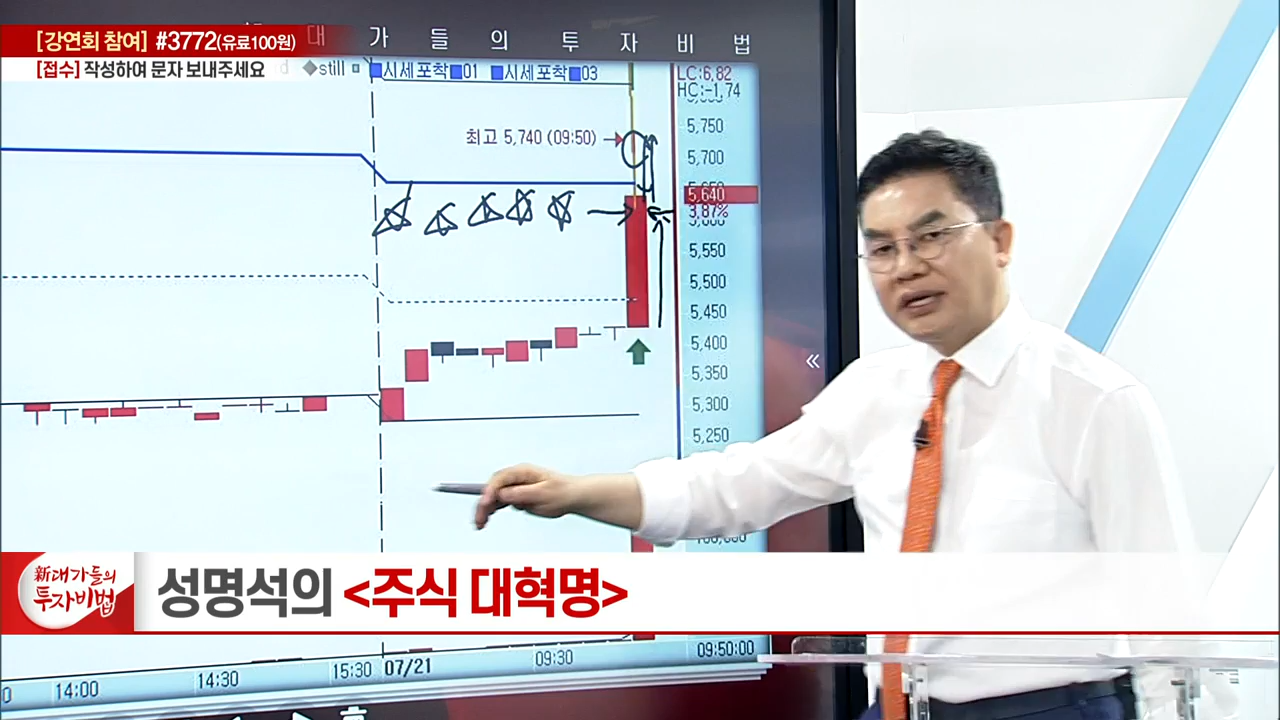 [강연회 참여] #3772(유료100원)
[접수] 작성하여 문자 보내주세요
대 가 들 의 투 자 비 법
still 시세포착 01 시세포착 03
LC:6,82
HC:-1,74
최고 5,740 (09:50)
5,750
5,700
5,640
3,87%
5,550
5,500
5,450
5,400
5,350
5,300
5,250
新대가들의
투자비법
성명석의 <주식 대혁명>
14:00 14:30 15:30 07/21 09:30 09:50:00